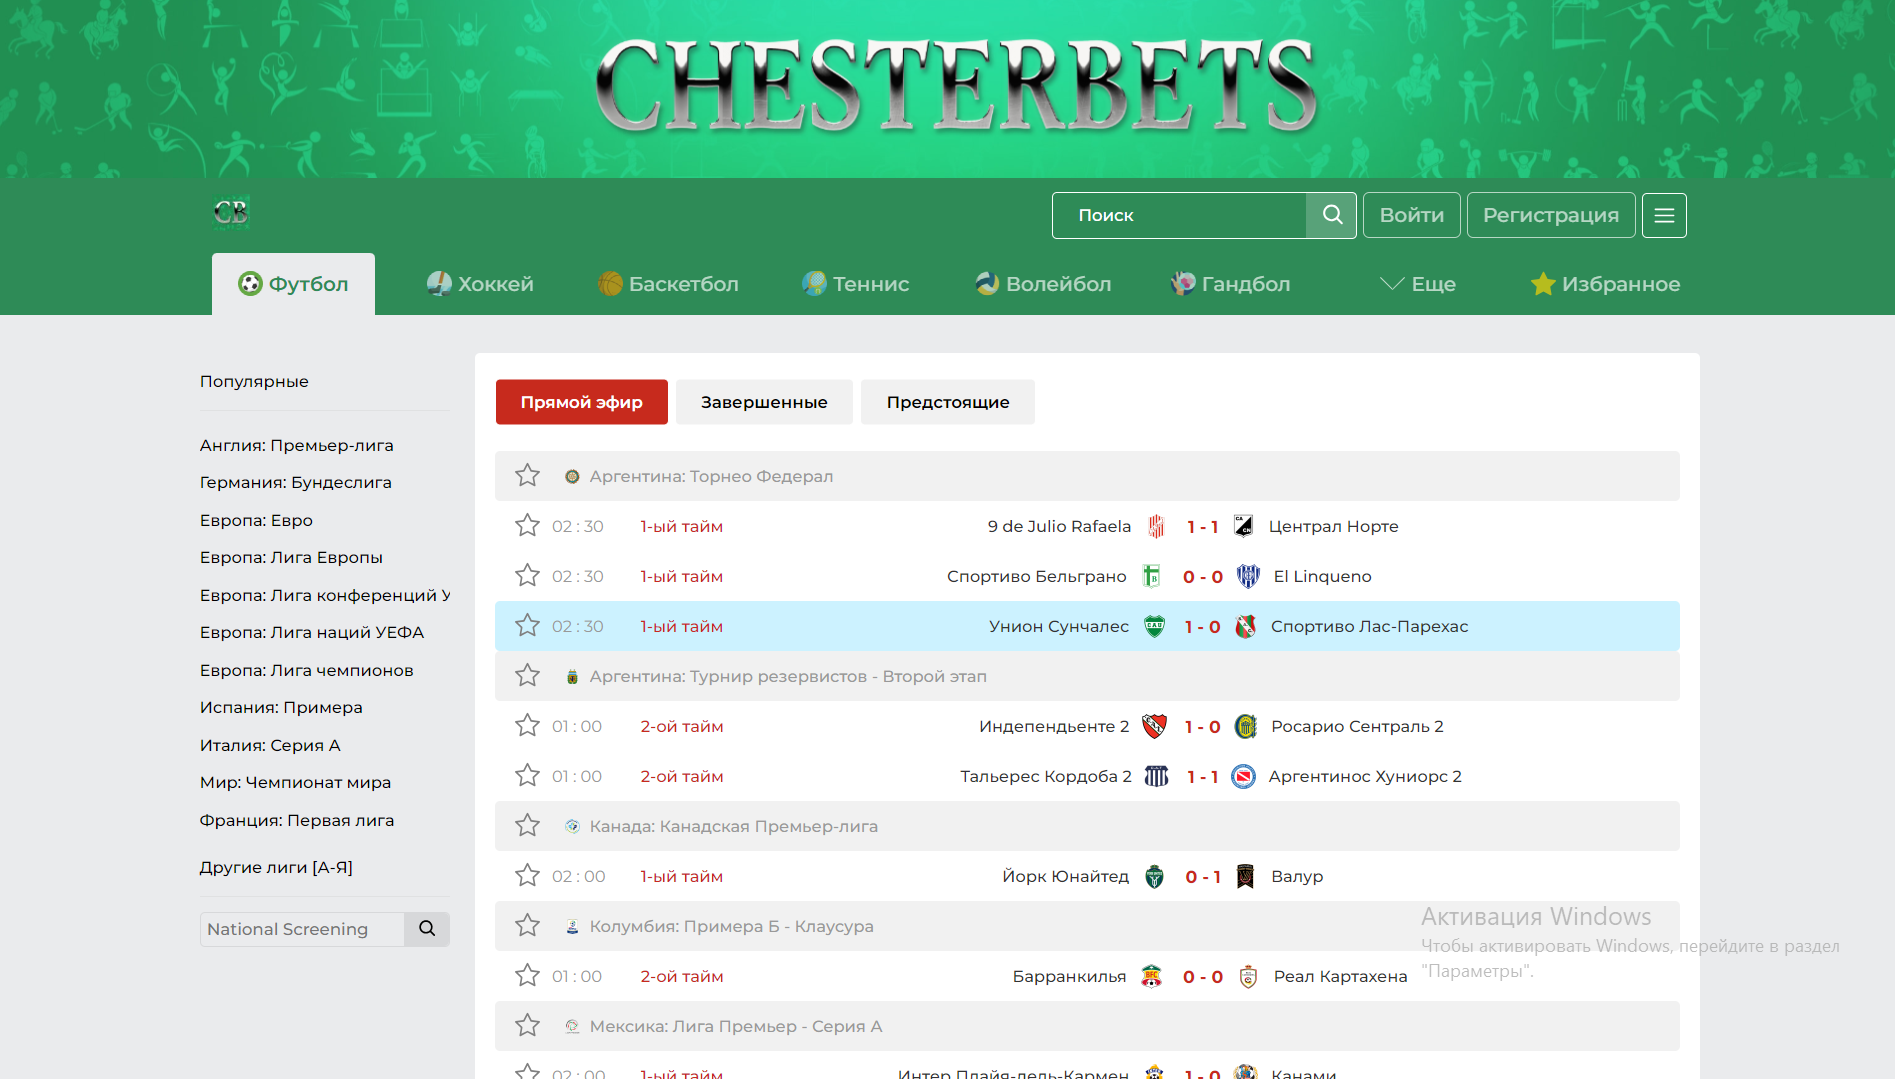 CHESTERBETS
CB
Поиск
Войти
Регистрация
Футбол
Хоккей
Баскетбол
Теннис
Волейбол
Гандбол
Еще
Избранное
Популярные
Англия: Премьер-лига
Германия: Бундеслига
Европа: Евро
Европа: Лига Европы
Европа: Лига конференций У
Европа: Лига наций УЕФА
Европа: Лига чемпионов
Испания: Примера
Италия: Серия А
Мир: Чемпионат мира
Франция: Первая лига
Другие лиги [А-Я]
National Screening
Прямой эфир
Завершенные
Предстоящие
Аргентина: Торнео Федерал
02 : 30 1-ый тайм 9 de Julio Rafaela 1 - 1 Централ Норте
02 : 30 1-ый тайм Спортиво Бельграно 0 - 0 El Linqueno
02 : 30 1-ый тайм Унион Сунчалес 1 - 0 Спортиво Лас-Парехас
Аргентина: Турнир резервистов - Второй этап
01 : 00 2-ой тайм Индепендьенте 2 1 - 0 Росарио Сентраль 2
01 : 00 2-ой тайм Тальерес Кордоба 2 1 - 1 Аргентинос Хуниорс 2
Канада: Канадская Премьер-лига
02 : 00 1-ый тайм Йорк Юнайтед 0 - 1 Валур
Колумбия: Примера Б - Клаусура
01 : 00 2-ой тайм Барранкилья 0 - 0 Реал Картахена
Мексика: Лига Премьер - Серия А
02 : 00 1-ый тайм Интер Плайя-дель-Кармен 1 - 0 Канами
Активация Windows
Чтобы активировать Windows, перейдите в раздел
"Параметры".